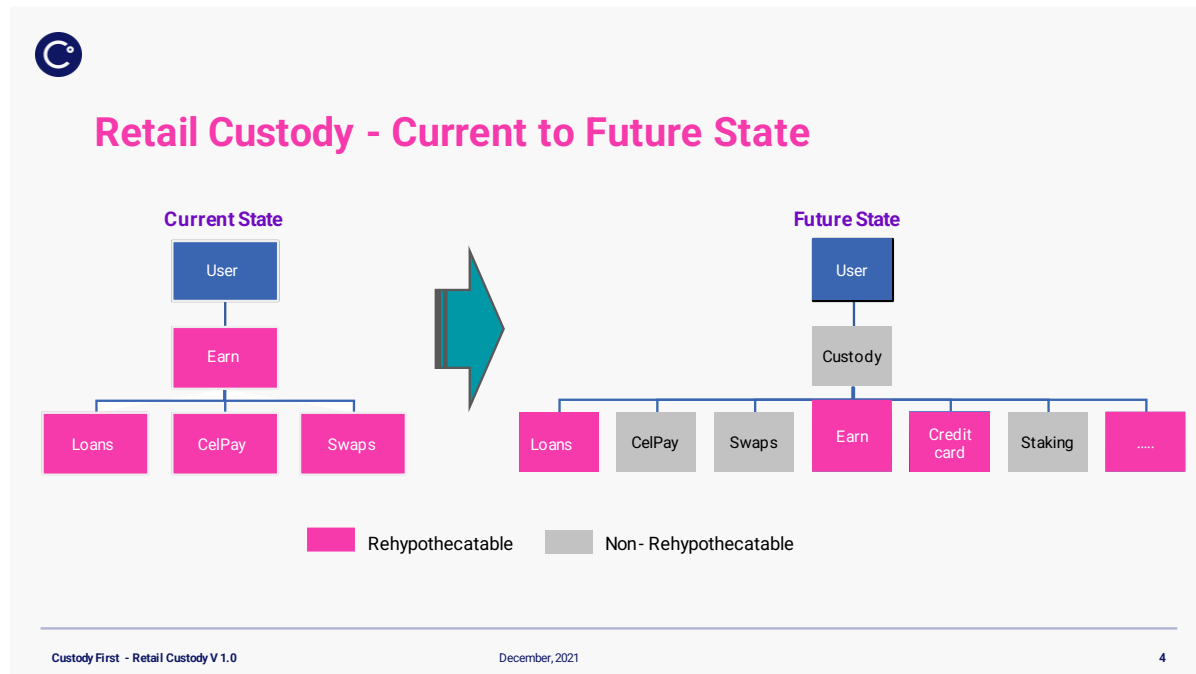 Retail Custody - Current to Future State
Current State
User
Earn
Loans
CelPay
Swaps
Future State
User
Custody
Loans
CelPay
Swaps
Earn
Credit
card
Staking
.....
Rehypothecatable
Non- Rehypothecatable
Custody First - Retail Custody V 1.0
December, 2021
4